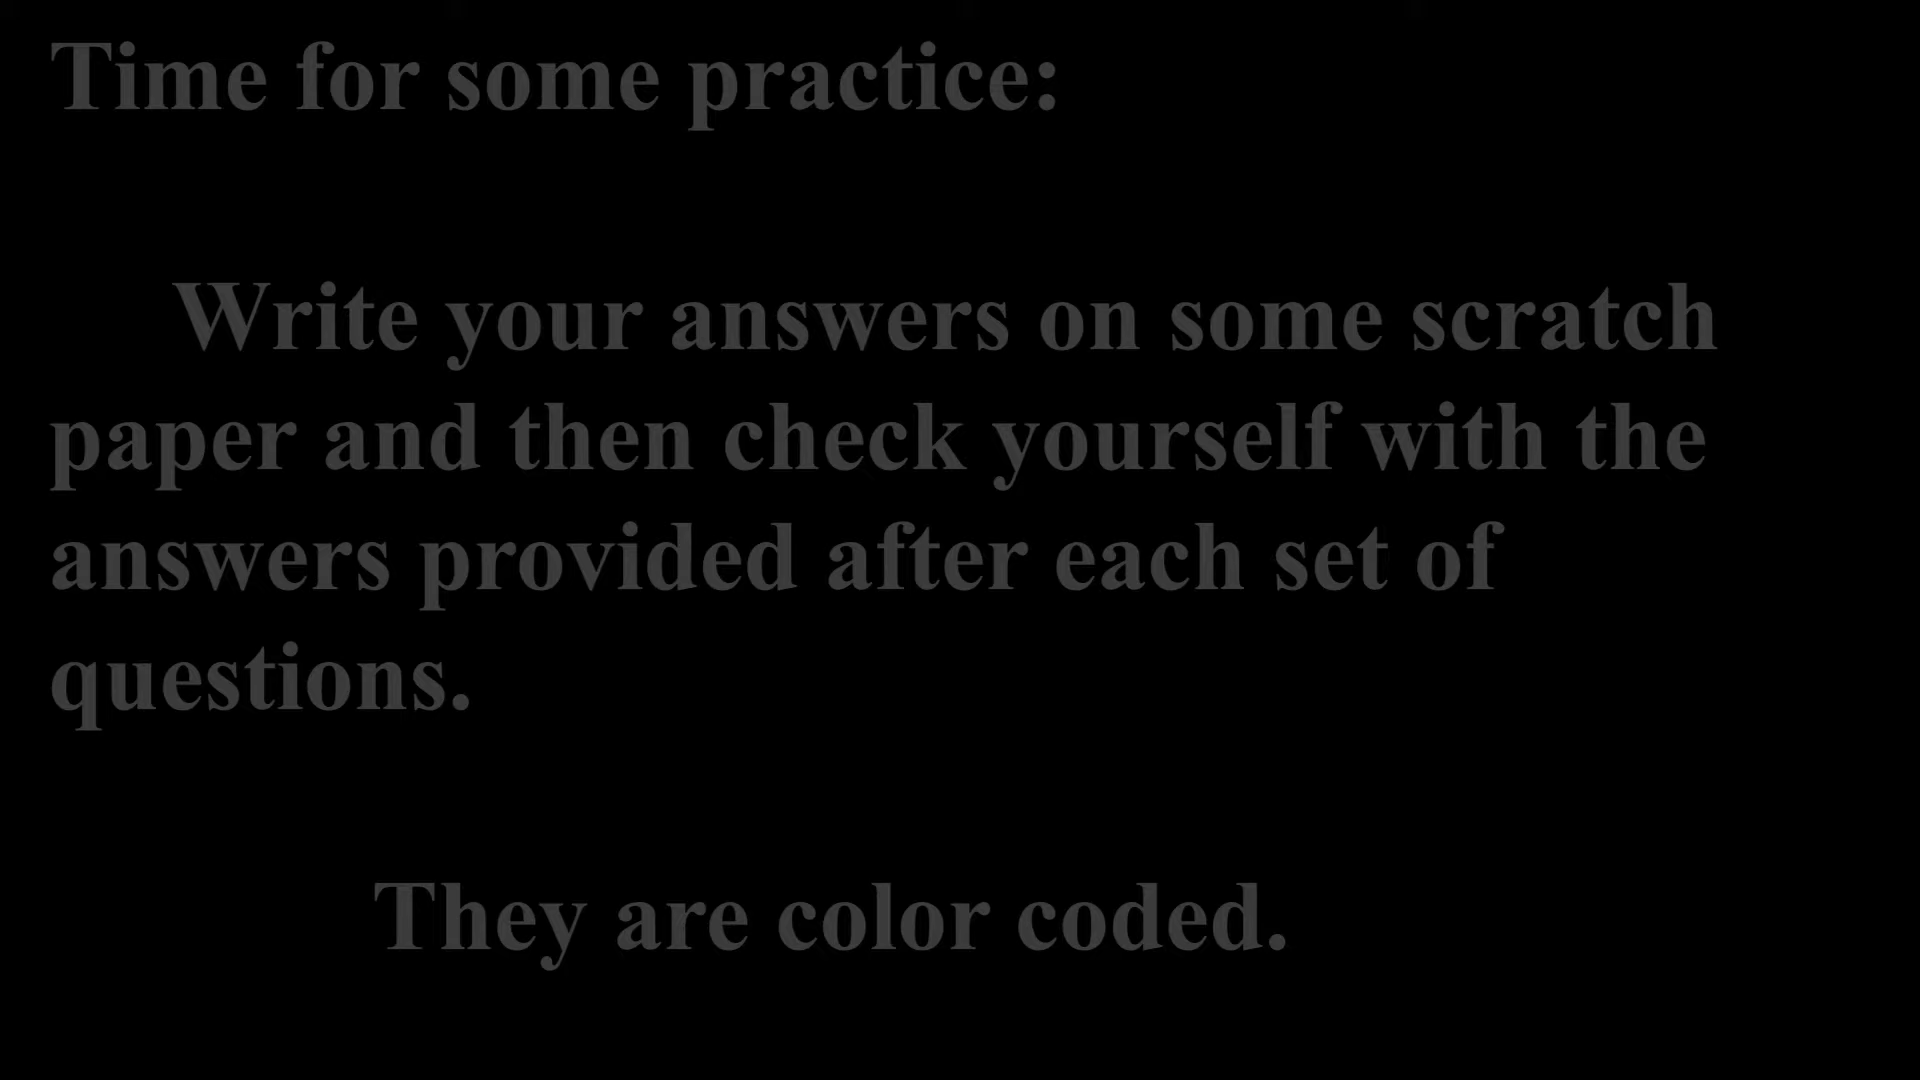 Time for some practice:
Write your answers on some scratch
paper and then check yourself with the
answers provided after each set of
questions.
They are color coded.